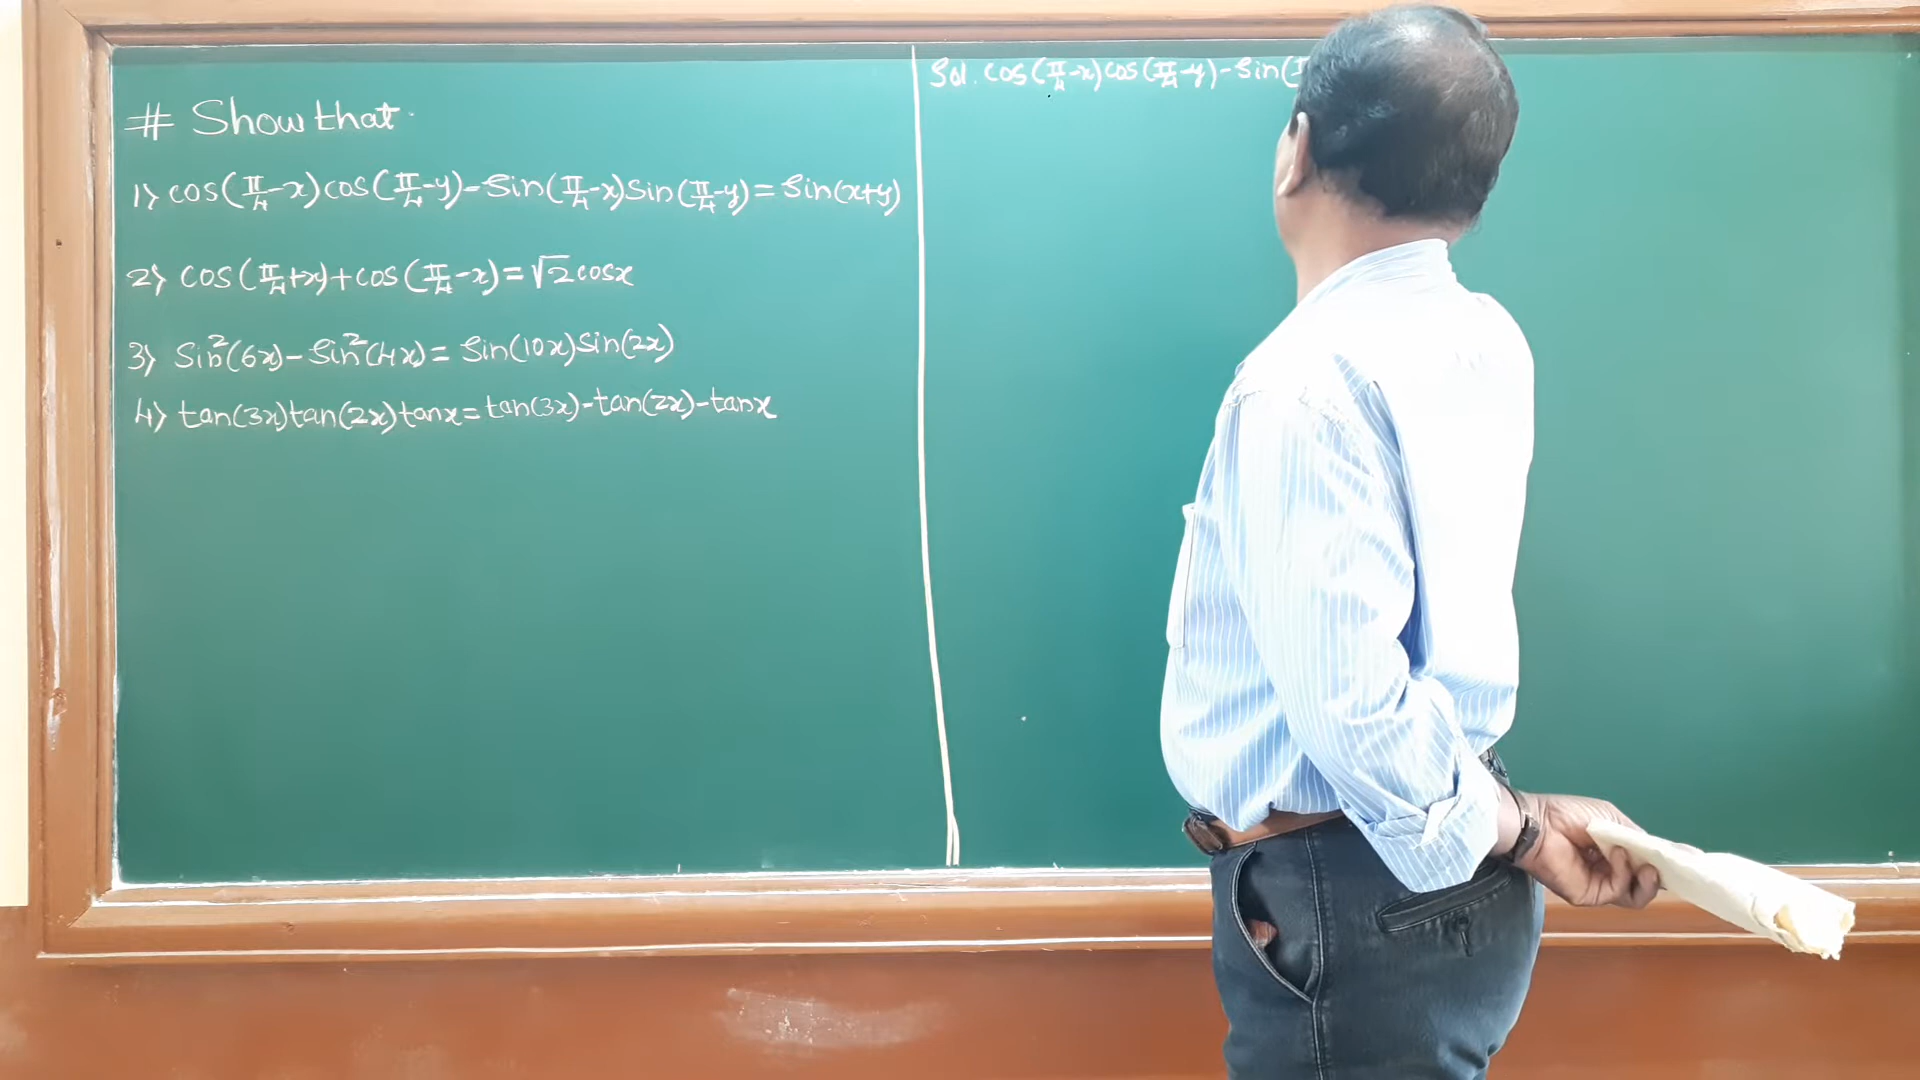 # Show that
1) cos(π/4-x)cos(π/4-y)-Sin(π/4-x)Sin(π/4-y)=Sin(x+y)
2) cos(π/4+x)+cos(π/4-x)=√2cosx
3) Sin²(6x)-Sin²(4x)=Sin(10x)Sin(2x)
4) tan(3x)tan(2x)tanx=tan(3x)-tan(2x)-tanx
Sol. cos(π/4-x)cos(π/4-y)-Sin(